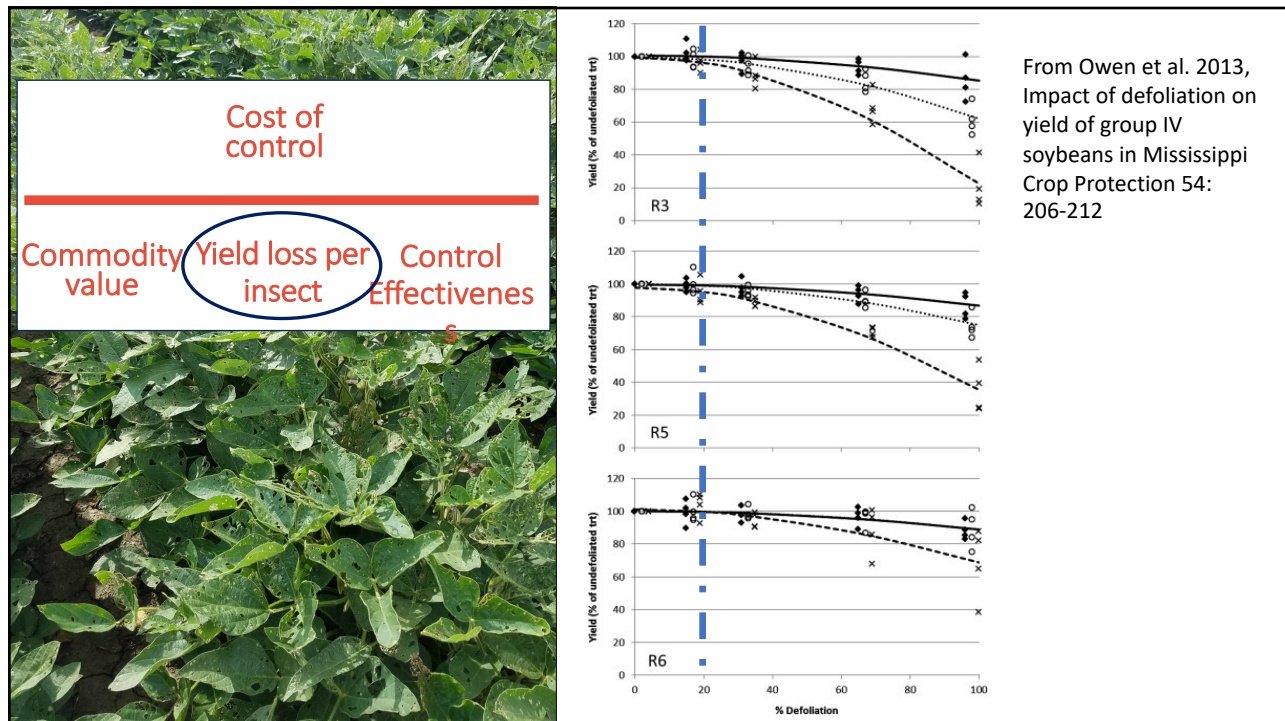 Cost of
control
Commodity
value
Yield loss per
insect
Control
Effectivenes
s
120
100
80
60
40
20
0
Yield (% of undefoliated trt)
R3
120
100
80
60
40
20
0
Yield (% of undefoliated trt)
R5
120
100
80
60
40
20
0
Yield (% of undefoliated trt)
R6
0
20
40
60
80
100
% Defoliation
From Owen et al. 2013,
Impact of defoliation on
yield of group IV
soybeans in Mississippi
Crop Protection 54:
206-212